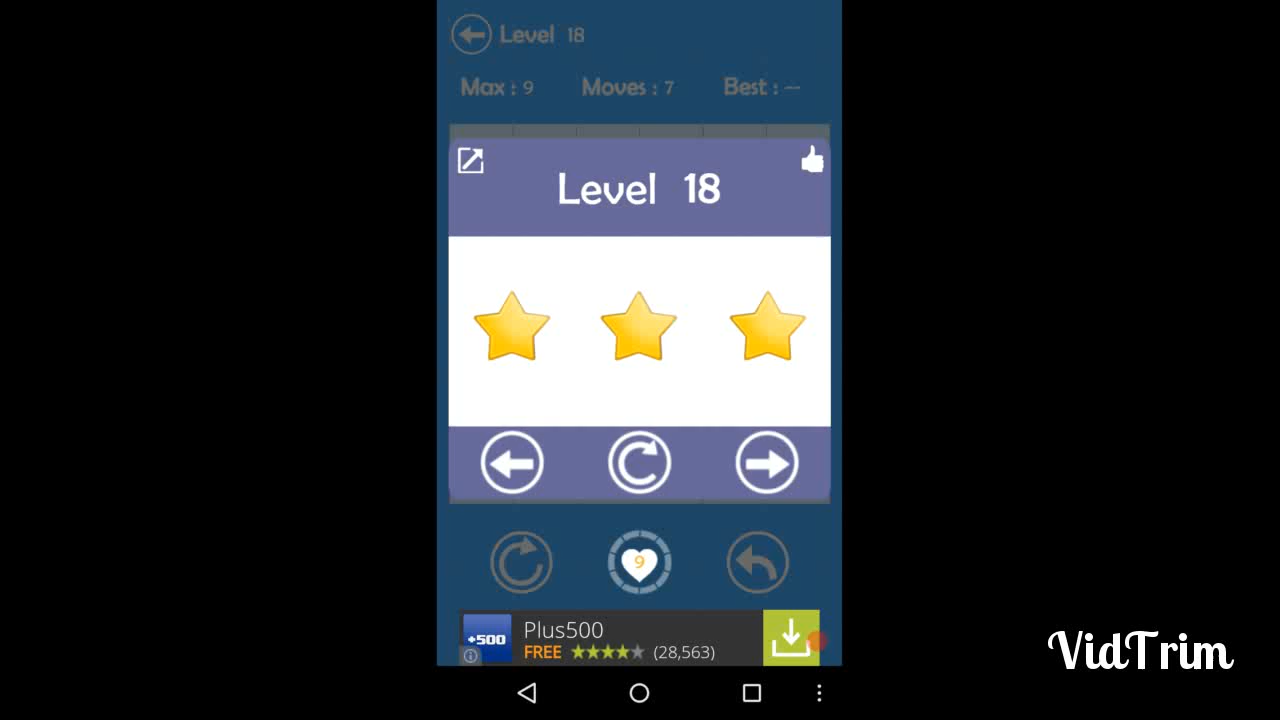 Level 18
Max : 9 Moves : 7 Best : --
Level 18
9
+500
Plus500
FREE (28,563)
VidTrim